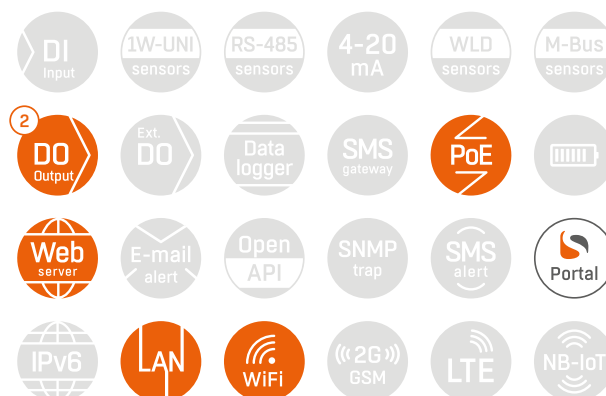 DI
Input
1W-UNI
sensors
RS-485
sensors
4-20
mA
WLD
sensors
M-Bus
sensors
2
DO
Output
Ext.
DO
Data
logger
SMS
gateway
PoE
Web
server
E-mail
alert
Open
API
SNMP
trap
SMS
alert
Portal
IPv6
LAN
WiFi
2G
GSM
LTE
NB-IoT